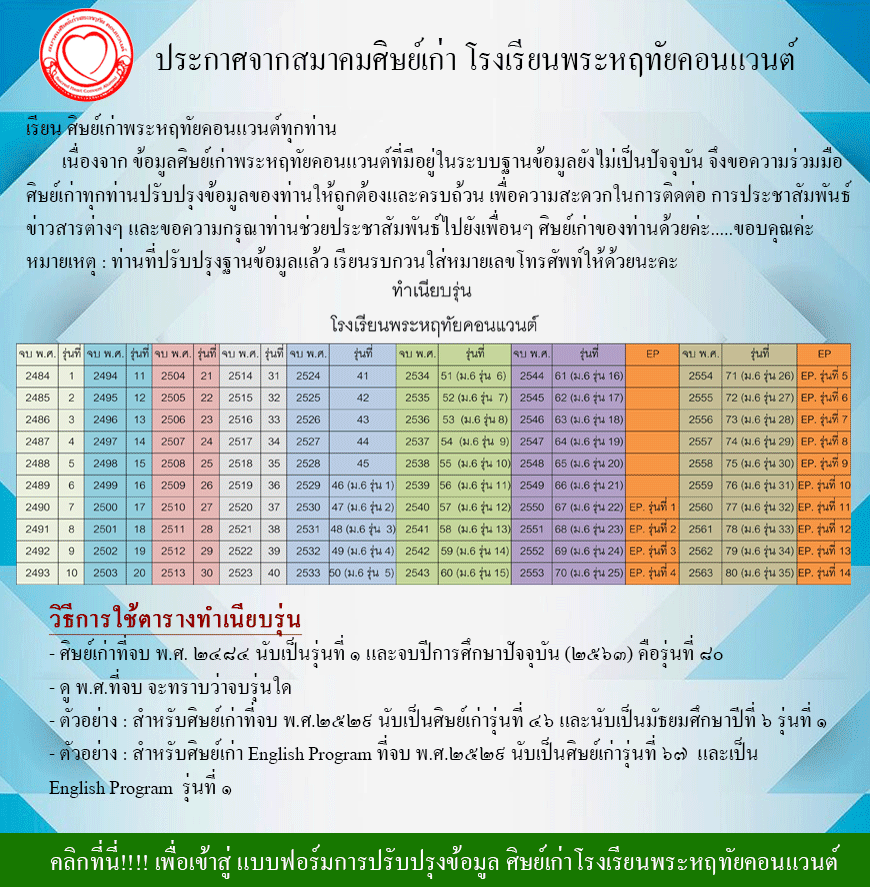 ประกาศจากสมาคมศิษย์เก่า โรงเรียนพระหฤทัยคอนแวนต์
เรียน ศิษย์เก่าพระหฤทัยคอนแวนต์ทุกท่าน
เนื่องจาก ข้อมูลศิษย์เก่าพระหฤทัยคอนแวนต์ที่มีอยู่ในระบบฐานข้อมูลยังไม่เป็นปัจจุบัน จึงขอความร่วมมือ
ศิษย์เก่าทุกท่านปรับปรุงข้อมูลของท่านให้ถูกต้องและครบถ้วน เพื่อความสะดวกในการติดต่อ การประชาสัมพันธ์
ข่าวสารต่างๆ และขอความกรุณาท่านช่วยประชาสัมพันธ์ไปยังเพื่อนๆ ศิษย์เก่าของท่านด้วยค่ะ.....ขอบคุณค่ะ
หมายเหตุ : ท่านที่ปรับปรุงฐานข้อมูลแล้ว เรียนรบกวนใส่หมายเลขโทรศัพท์ให้ด้วยนะคะ
ทำเนียบรุ่น
โรงเรียนพระหฤทัยคอนแวนต์
จบ พ.ศ. รุ่นที่ จบ พ.ศ. รุ่นที่ จบ พ.ศ. รุ่นที่ จบ พ.ศ. รุ่นที่ จบ พ.ศ. รุ่นที่ จบ พ.ศ. รุ่นที่ จบ พ.ศ. รุ่นที่ EP จบ พ.ศ. รุ่นที่ EP
2484 1 2494 11 2504 21 2514 31 2524 41 2534 51 (ม.6 รุ่น 6) 2544 61 (ม.6 รุ่น 16) 2554 71 (ม.6 รุ่น 26) EP. รุ่นที่ 5
2485 2 2495 12 2505 22 2515 32 2525 42 2535 52 (ม.6 รุ่น 7) 2545 62 (ม.6 รุ่น 17) 2555 72 (ม.6 รุ่น 27) EP. รุ่นที่ 6
2486 3 2496 13 2506 23 2516 33 2526 43 2536 53 (ม.6 รุ่น 8) 2546 63 (ม.6 รุ่น 18) 2556 73 (ม.6 รุ่น 28) EP. รุ่นที่ 7
2487 4 2497 14 2507 24 2517 34 2527 44 2537 54 (ม.6 รุ่น 9) 2547 64 (ม.6 รุ่น 19) 2557 74 (ม.6 รุ่น 29) EP. รุ่นที่ 8
2488 5 2498 15 2508 25 2518 35 2528 45 2538 55 (ม.6 รุ่น 10) 2548 65 (ม.6 รุ่น 20) 2558 75 (ม.6 รุ่น 30) EP. รุ่นที่ 9
2489 6 2499 16 2509 26 2519 36 2529 46 (ม.6 รุ่น 1) 2539 56 (ม.6 รุ่น 11) 2549 66 (ม.6 รุ่น 21) 2559 76 (ม.6 รุ่น 31) EP. รุ่นที่ 10
2490 7 2500 17 2510 27 2520 37 2530 47 (ม.6 รุ่น 2) 2540 57 (ม.6 รุ่น 12) 2550 67 (ม.6 รุ่น 22) EP. รุ่นที่ 1 2560 77 (ม.6 รุ่น 32) EP. รุ่นที่ 11
2491 8 2501 18 2511 28 2521 38 2531 48 (ม.6 รุ่น 3) 2541 58 (ม.6 รุ่น 13) 2551 68 (ม.6 รุ่น 23) EP. รุ่นที่ 2 2561 78 (ม.6 รุ่น 33) EP. รุ่นที่ 12
2492 9 2502 19 2512 29 2522 39 2532 49 (ม.6 รุ่น 4) 2542 59 (ม.6 รุ่น 14) 2552 69 (ม.6 รุ่น 24) EP. รุ่นที่ 3 2562 79 (ม.6 รุ่น 34) EP. รุ่นที่ 13
2493 10 2503 20 2513 30 2523 40 2533 50 (ม.6 รุ่น 5) 2543 60 (ม.6 รุ่น 15) 2553 70 (ม.6 รุ่น 25) EP. รุ่นที่ 4 2563 80 (ม.6 รุ่น 35) EP. รุ่นที่ 14
วิธีการใช้ตารางทำเนียบรุ่น
- ศิษย์เก่าที่จบ พ.ศ. ๒๔๘๔ นับเป็นรุ่นที่ ๑ และจบปีการศึกษาปัจจุบัน (๒๕๖๓) คือรุ่นที่ ๘๐
- ดู พ.ศ.ที่จบ จะทราบว่าจบรุ่นใด
- ตัวอย่าง : สำหรับศิษย์เก่าที่จบ พ.ศ.๒๕๒๙ นับเป็นศิษย์เก่ารุ่นที่ ๔๖ และนับเป็นมัธยมศึกษาปีที่ ๖ รุ่นที่ ๑
- ตัวอย่าง : สำหรับศิษย์เก่า English Program ที่จบ พ.ศ.๒๕๒๙ นับเป็นศิษย์เก่ารุ่นที่ ๖๗ และเป็น
English Program รุ่นที่ ๑
คลิกที่นี่!!!! เพื่อเข้าสู่ แบบฟอร์มการปรับปรุงข้อมูล ศิษย์เก่าโรงเรียนพระหฤทัยคอนแวนต์